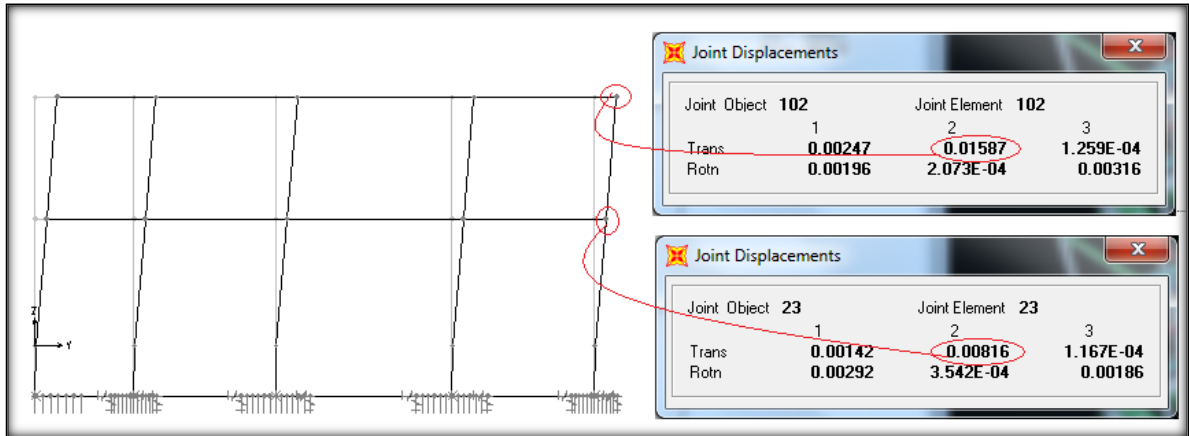 Joint Displacements
Joint Object 102 Joint Element 102
1 2 3
Trans 0.00247 0.01587 1.259E-04
Rotn 0.00196 2.073E-04 0.00316
Joint Displacements
Joint Object 23 Joint Element 23
1 2 3
Trans 0.00142 0.00816 1.167E-04
Rotn 0.00292 3.542E-04 0.00186
Z
Y